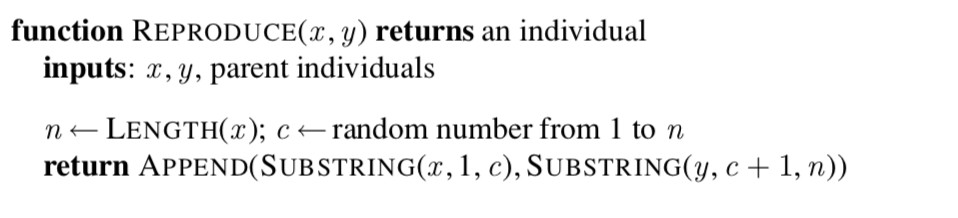 function REPRODUCE(x, y) returns an individual
inputs: x, y, parent individuals
n ← LENGTH(x); c ← random number from 1 to n
return APPEND(SUBSTRING(x, 1, c), SUBSTRING(y, c + 1, n))